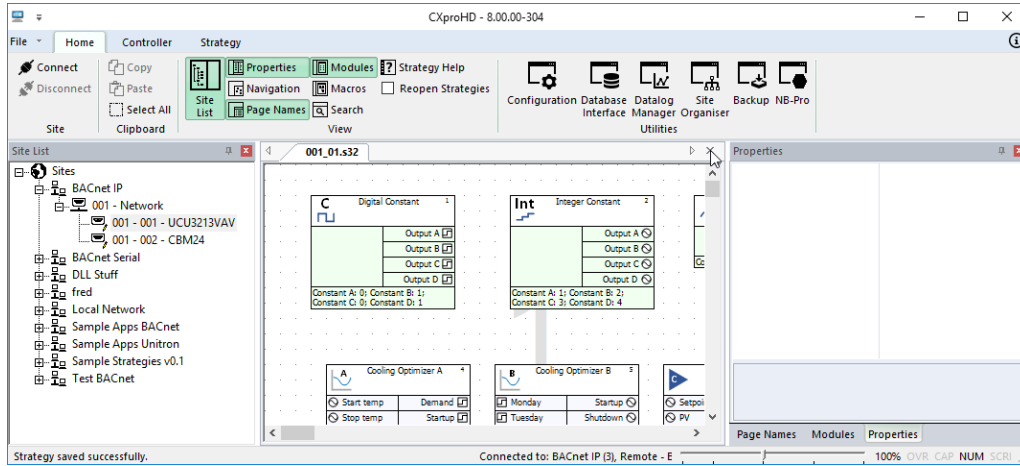 CXproHD - 8.00.00-304
File Home Controller Strategy
Connect Copy Properties Modules Strategy Help
Disconnect Paste Navigation Macros Reopen Strategies
Select All Site List Page Names Search
Configuration Database Interface Datalog Manager Site Organiser Backup NB-Pro
Site Clipboard View Utilities
Site List
001_01.s32
Properties
Sites
BACnet IP
001 - Network
001 - 001 - UCU3213VAV
001 - 002 - CBM24
BACnet Serial
DLL Stuff
fred
Local Network
Sample Apps BACnet
Sample Apps Unitron
Sample Strategies v0.1
Test BACnet
C Digital Constant 1
Output A
Output B
Output C
Output D
Constant A: 0; Constant B: 1;
Constant C: 0; Constant D: 1
Int Integer Constant 2
Output A
Output B
Output C
Output D
Constant A: 1; Constant B: 2;
Constant C: 3; Constant D: 4
Co
1
A Cooling Optimizer A 4
Start temp Demand
Stop temp Startup
B Cooling Optimizer B 5
Monday Startup
Tuesday Shutdown
C
Setpoi
PV
Page Names Modules Properties
Strategy saved successfully.
Connected to: BACnet IP (3), Remote - E
100% OVR CAP NUM SCRL